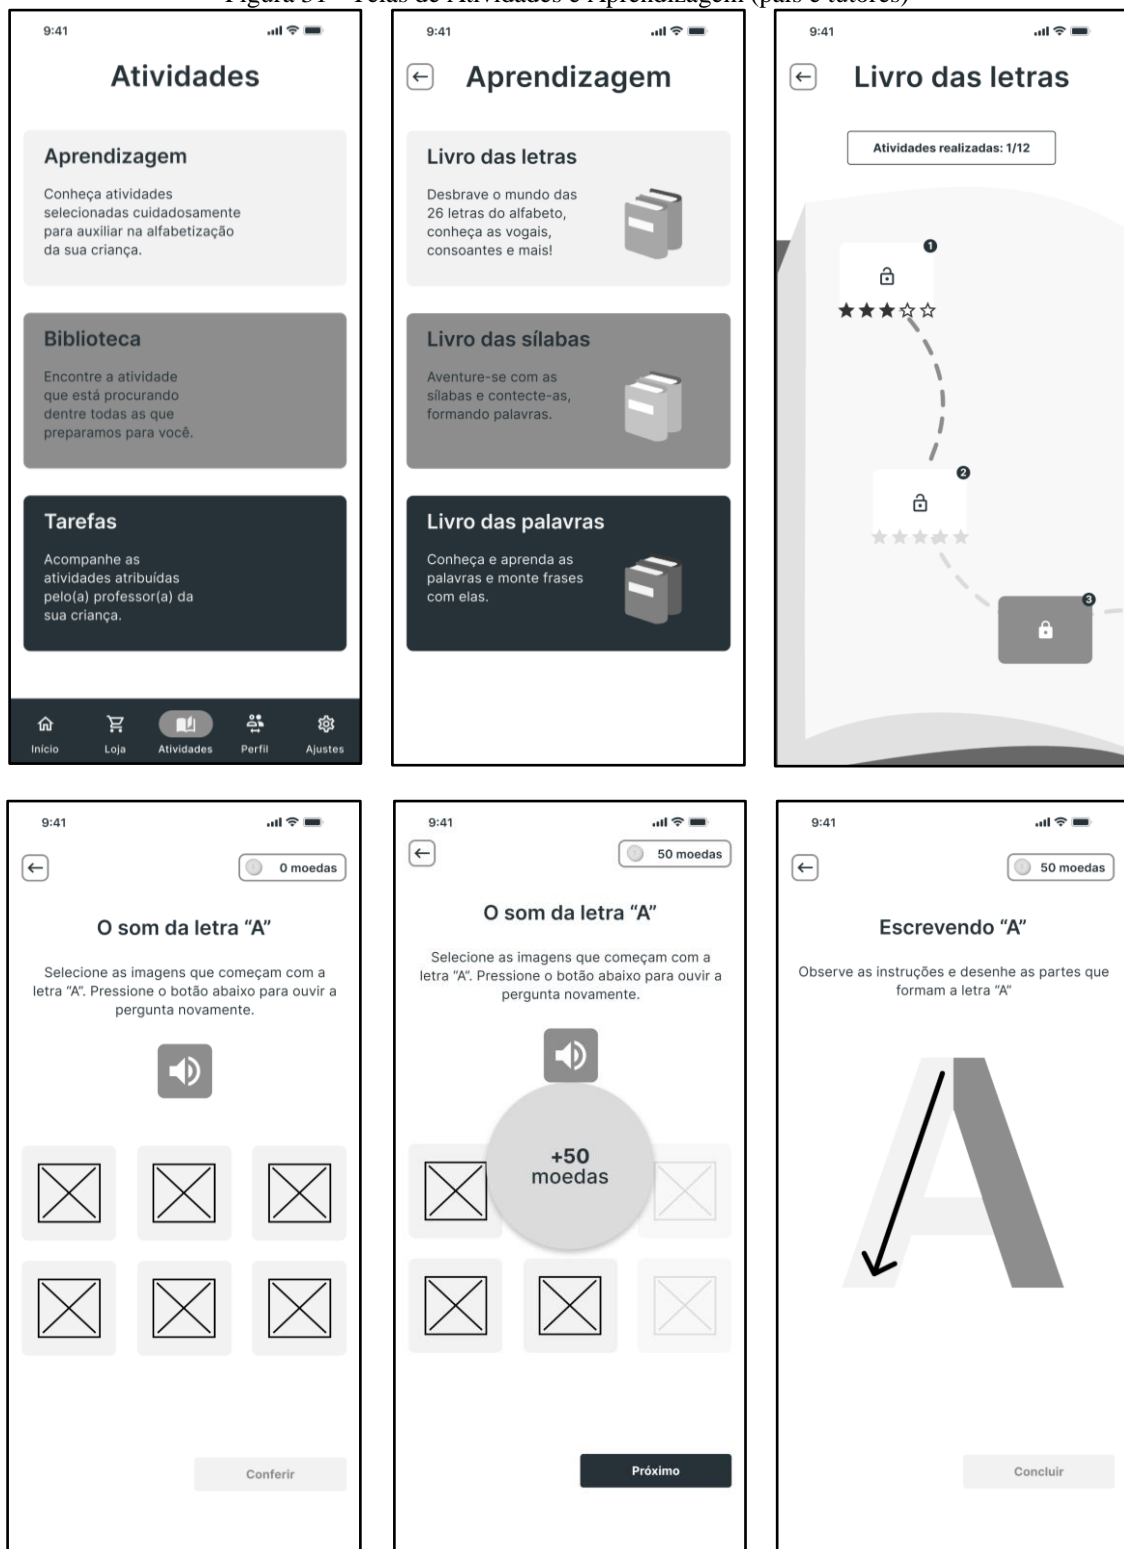 Figura 31 - Telas de Atividades e Aprendizagem (pais e tutores)
9:41
Atividades
Aprendizagem
Conheça atividades
selecionadas cuidadosamente
para auxiliar na alfabetização
da sua criança.
Biblioteca
Encontre a atividade
que está procurando
dentre todas as que
preparamos para você.
Tarefas
Acompanhe as
atividades atribuídas
pelo(a) professor(a) da
sua criança.
Início
Loja
Atividades
Perfil
Ajustes
9:41
Aprendizagem
Livro das letras
Desbrave o mundo das
26 letras do alfabeto,
conheça as vogais,
consoantes e mais!
Livro das sílabas
Aventure-se com as
sílabas e contecte-as,
formando palavras.
Livro das palavras
Conheça e aprenda as
palavras e monte frases
com elas.
9:41
Livro das letras
Atividades realizadas: 1/12
1
2
3
9:41
0 moedas
O som da letra “A”
Selecione as imagens que começam com a
letra “A”. Pressione o botão abaixo para ouvir a
pergunta novamente.
Conferir
9:41
50 moedas
O som da letra “A”
Selecione as imagens que começam com a
letra “A”. Pressione o botão abaixo para ouvir a
pergunta novamente.
+50
moedas
Próximo
9:41
50 moedas
Escrevendo “A”
Observe as instruções e desenhe as partes que
formam a letra “A”
A
Concluir